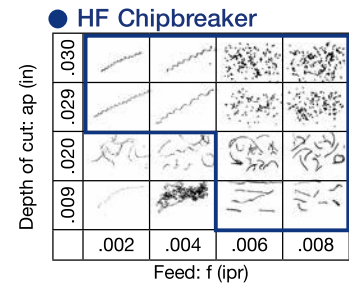 HF Chipbreaker
Depth of cut: ap (in)
.030
.029
.020
.009
.002 .004 .006 .008
Feed: f (ipr)